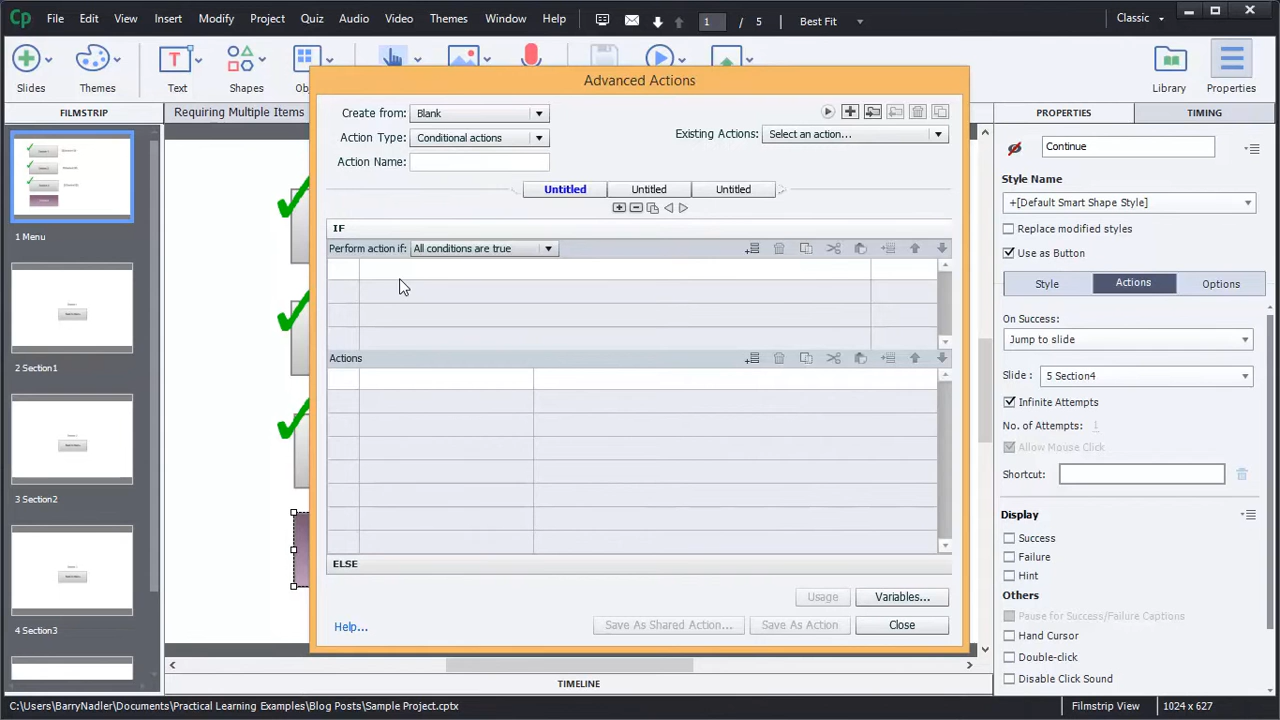 Cp File Edit View Insert Modify Project Quiz Audio Video Themes Window Help 1 / 5 Best Fit Classic
Slides Themes Text Shapes Ob Library Properties
FILMSTRIP Requiring Multiple Items PROPERTIES TIMING
Advanced Actions
Create from: Blank
Action Type: Conditional actions Existing Actions: Select an action...
Action Name:
Untitled Untitled Untitled
IF
Perform action if: All conditions are true
Actions
ELSE
Usage Variables...
Help... Save As Shared Action... Save As Action Close
1 Menu
2 Section1
3 Section2
4 Section3
Continue
Style Name
+[Default Smart Shape Style]
Replace modified styles
Use as Button
Style Actions Options
On Success:
Jump to slide
Slide : 5 Section4
Infinite Attempts
No. of Attempts: 1
Allow Mouse Click
Shortcut:
Display
Success
Failure
Hint
Others
Pause for Success/Failure Captions
Hand Cursor
Double-click
Disable Click Sound
TIMELINE
C:\Users\BarryNadler\Documents\Practical Learning Examples\Blog Posts\Sample Project.cptx Filmstrip View 1024 x 627